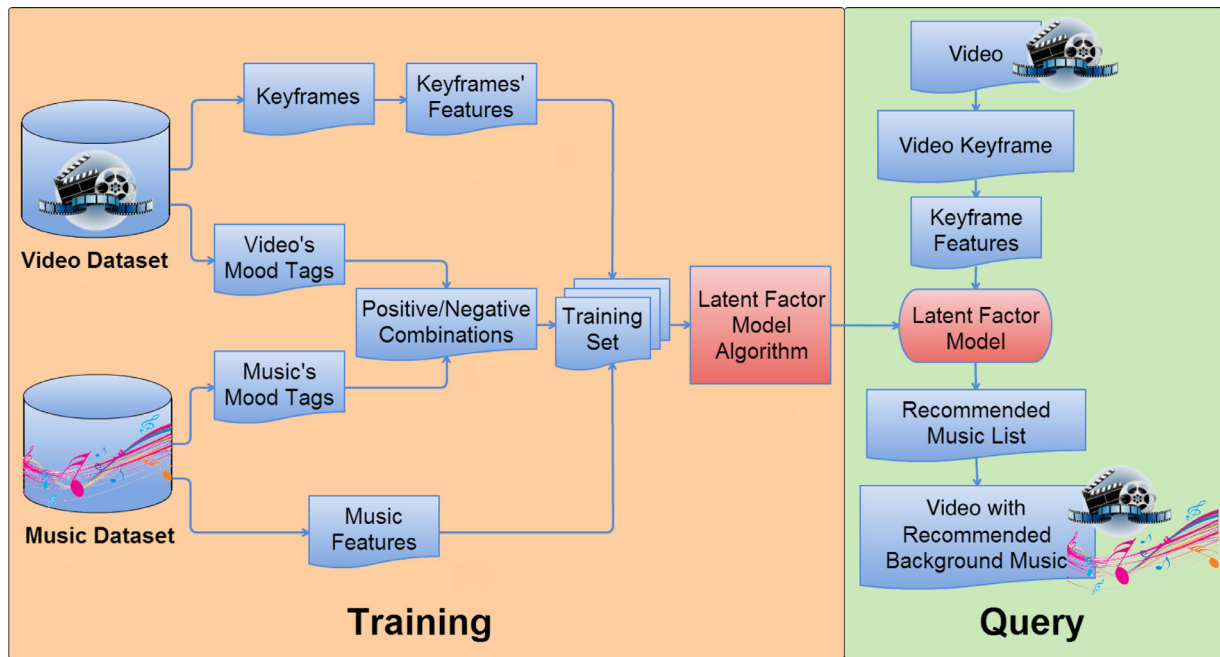 Keyframes
Keyframes'
Features
Video Dataset
Video's
Mood Tags
Positive/Negative
Combinations
Training
Set
Latent Factor
Model
Algorithm
Music's
Mood Tags
Music Dataset
Music
Features
Training
Video
Video Keyframe
Keyframe
Features
Latent Factor
Model
Recommended
Music List
Video with
Recommended
Background Music
Query